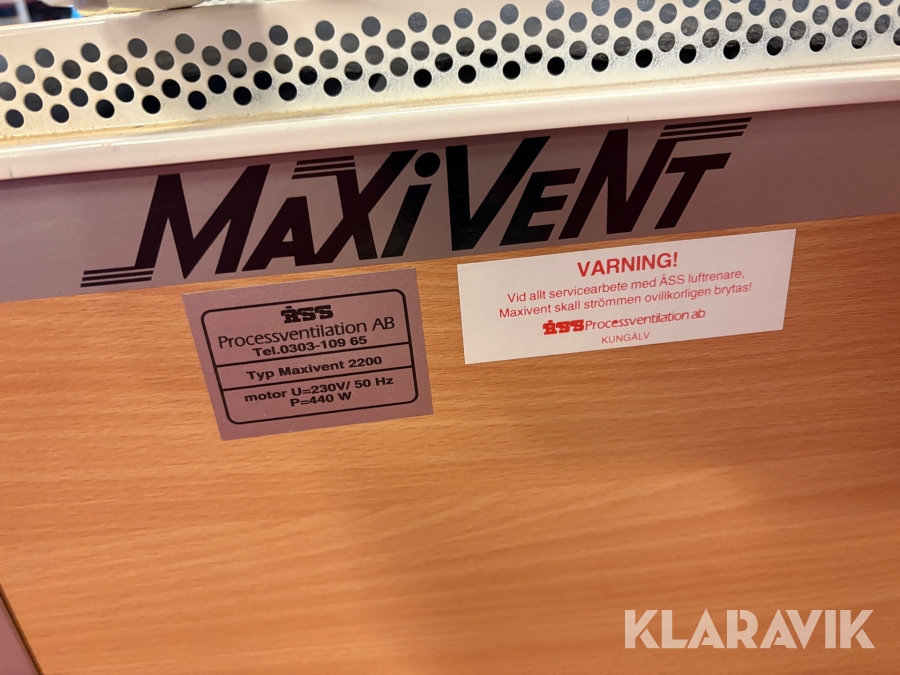 MAXiVENT
ÅSS
Processventilation AB
Tel.0303-109 65
Typ Maxivent 2200
motor U=230V/ 50 Hz
P=440 W
VARNING!
Vid allt servicearbete med ÅSS luftrenare,
Maxivent skall strömmen ovillkorligen brytas!
ÅSS Processventilation ab
KUNGÄLV
KLARAVIK
KLARAVIK